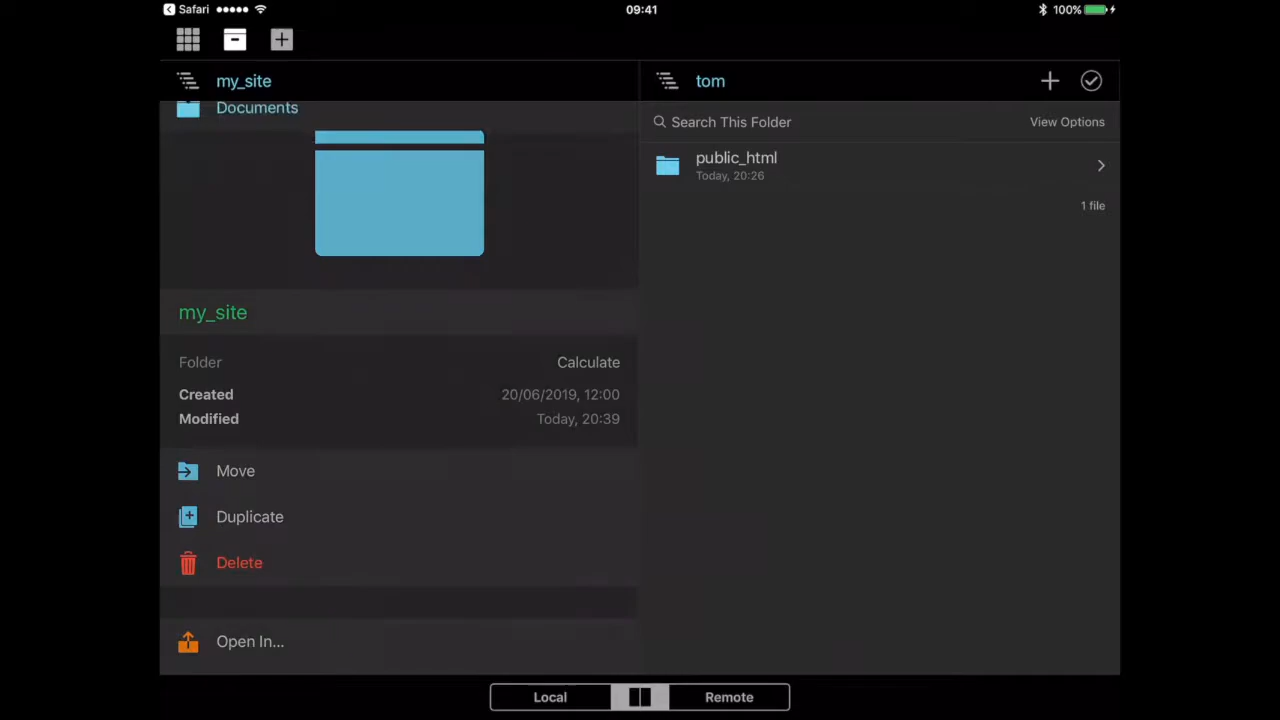 Safari
09:41
100%
my_site
tom
Documents
Search This Folder
View Options
public_html
Today, 20:26
1 file
my_site
Folder
Calculate
Created
20/06/2019, 12:00
Modified
Today, 20:39
Move
Duplicate
Delete
Open In...
Local
Remote